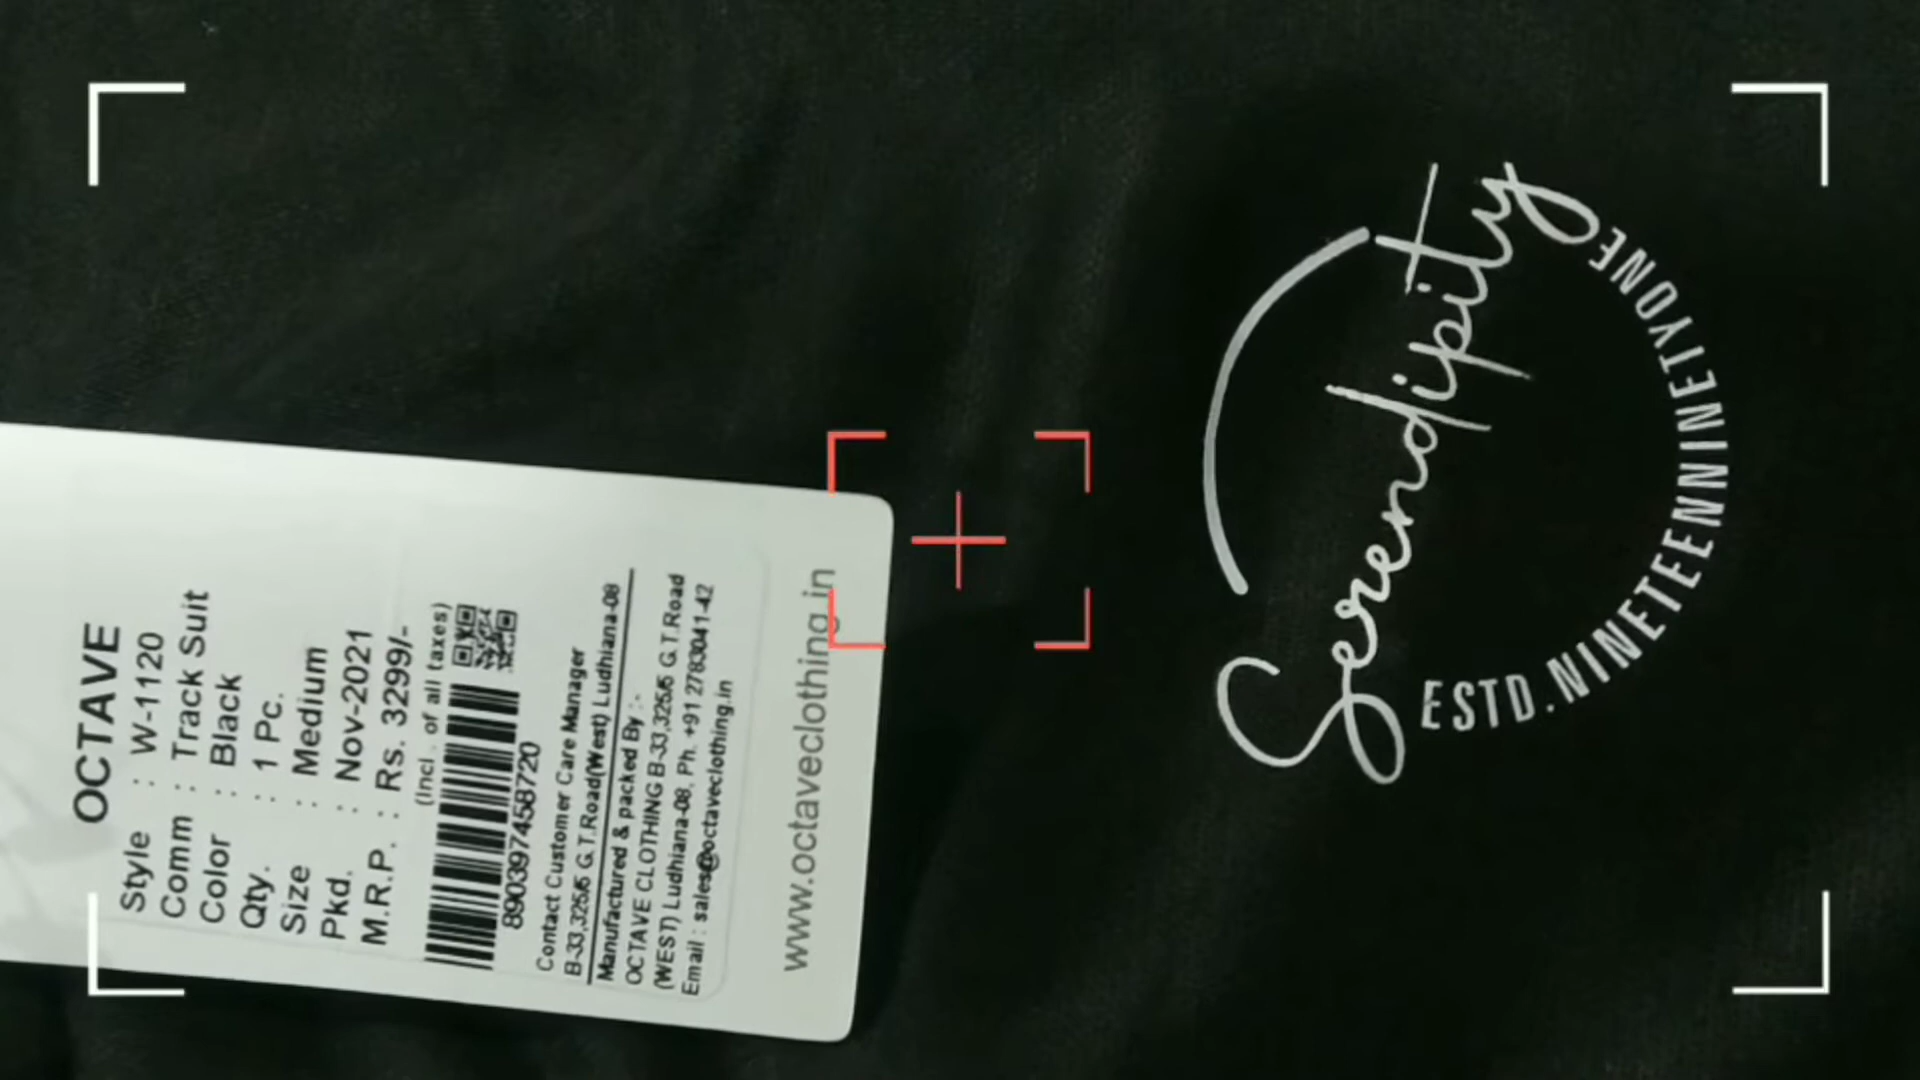 OCTAVE
Style : W-1120
Comm : Track Suit
Color : Black
Qty. : 1 Pc.
Size : Medium
Pkd. : Nov-2021
M.R.P. : Rs. 3299/-
(Incl . of all taxes)
890397458720
Contact Customer Care Manager
B-33,325/5 G.T.Road(West) Ludhiana-08
Manufactured & packed By :-
OCTAVE CLOTHING B-33,325/5 G.T.Road
(WEST) Ludhiana-08, Ph. +91 2783041-42
Email : sales@octaveclothing.in
www.octaveclothing.in
Serendipity
ESTD.NINETEENNINETYONE